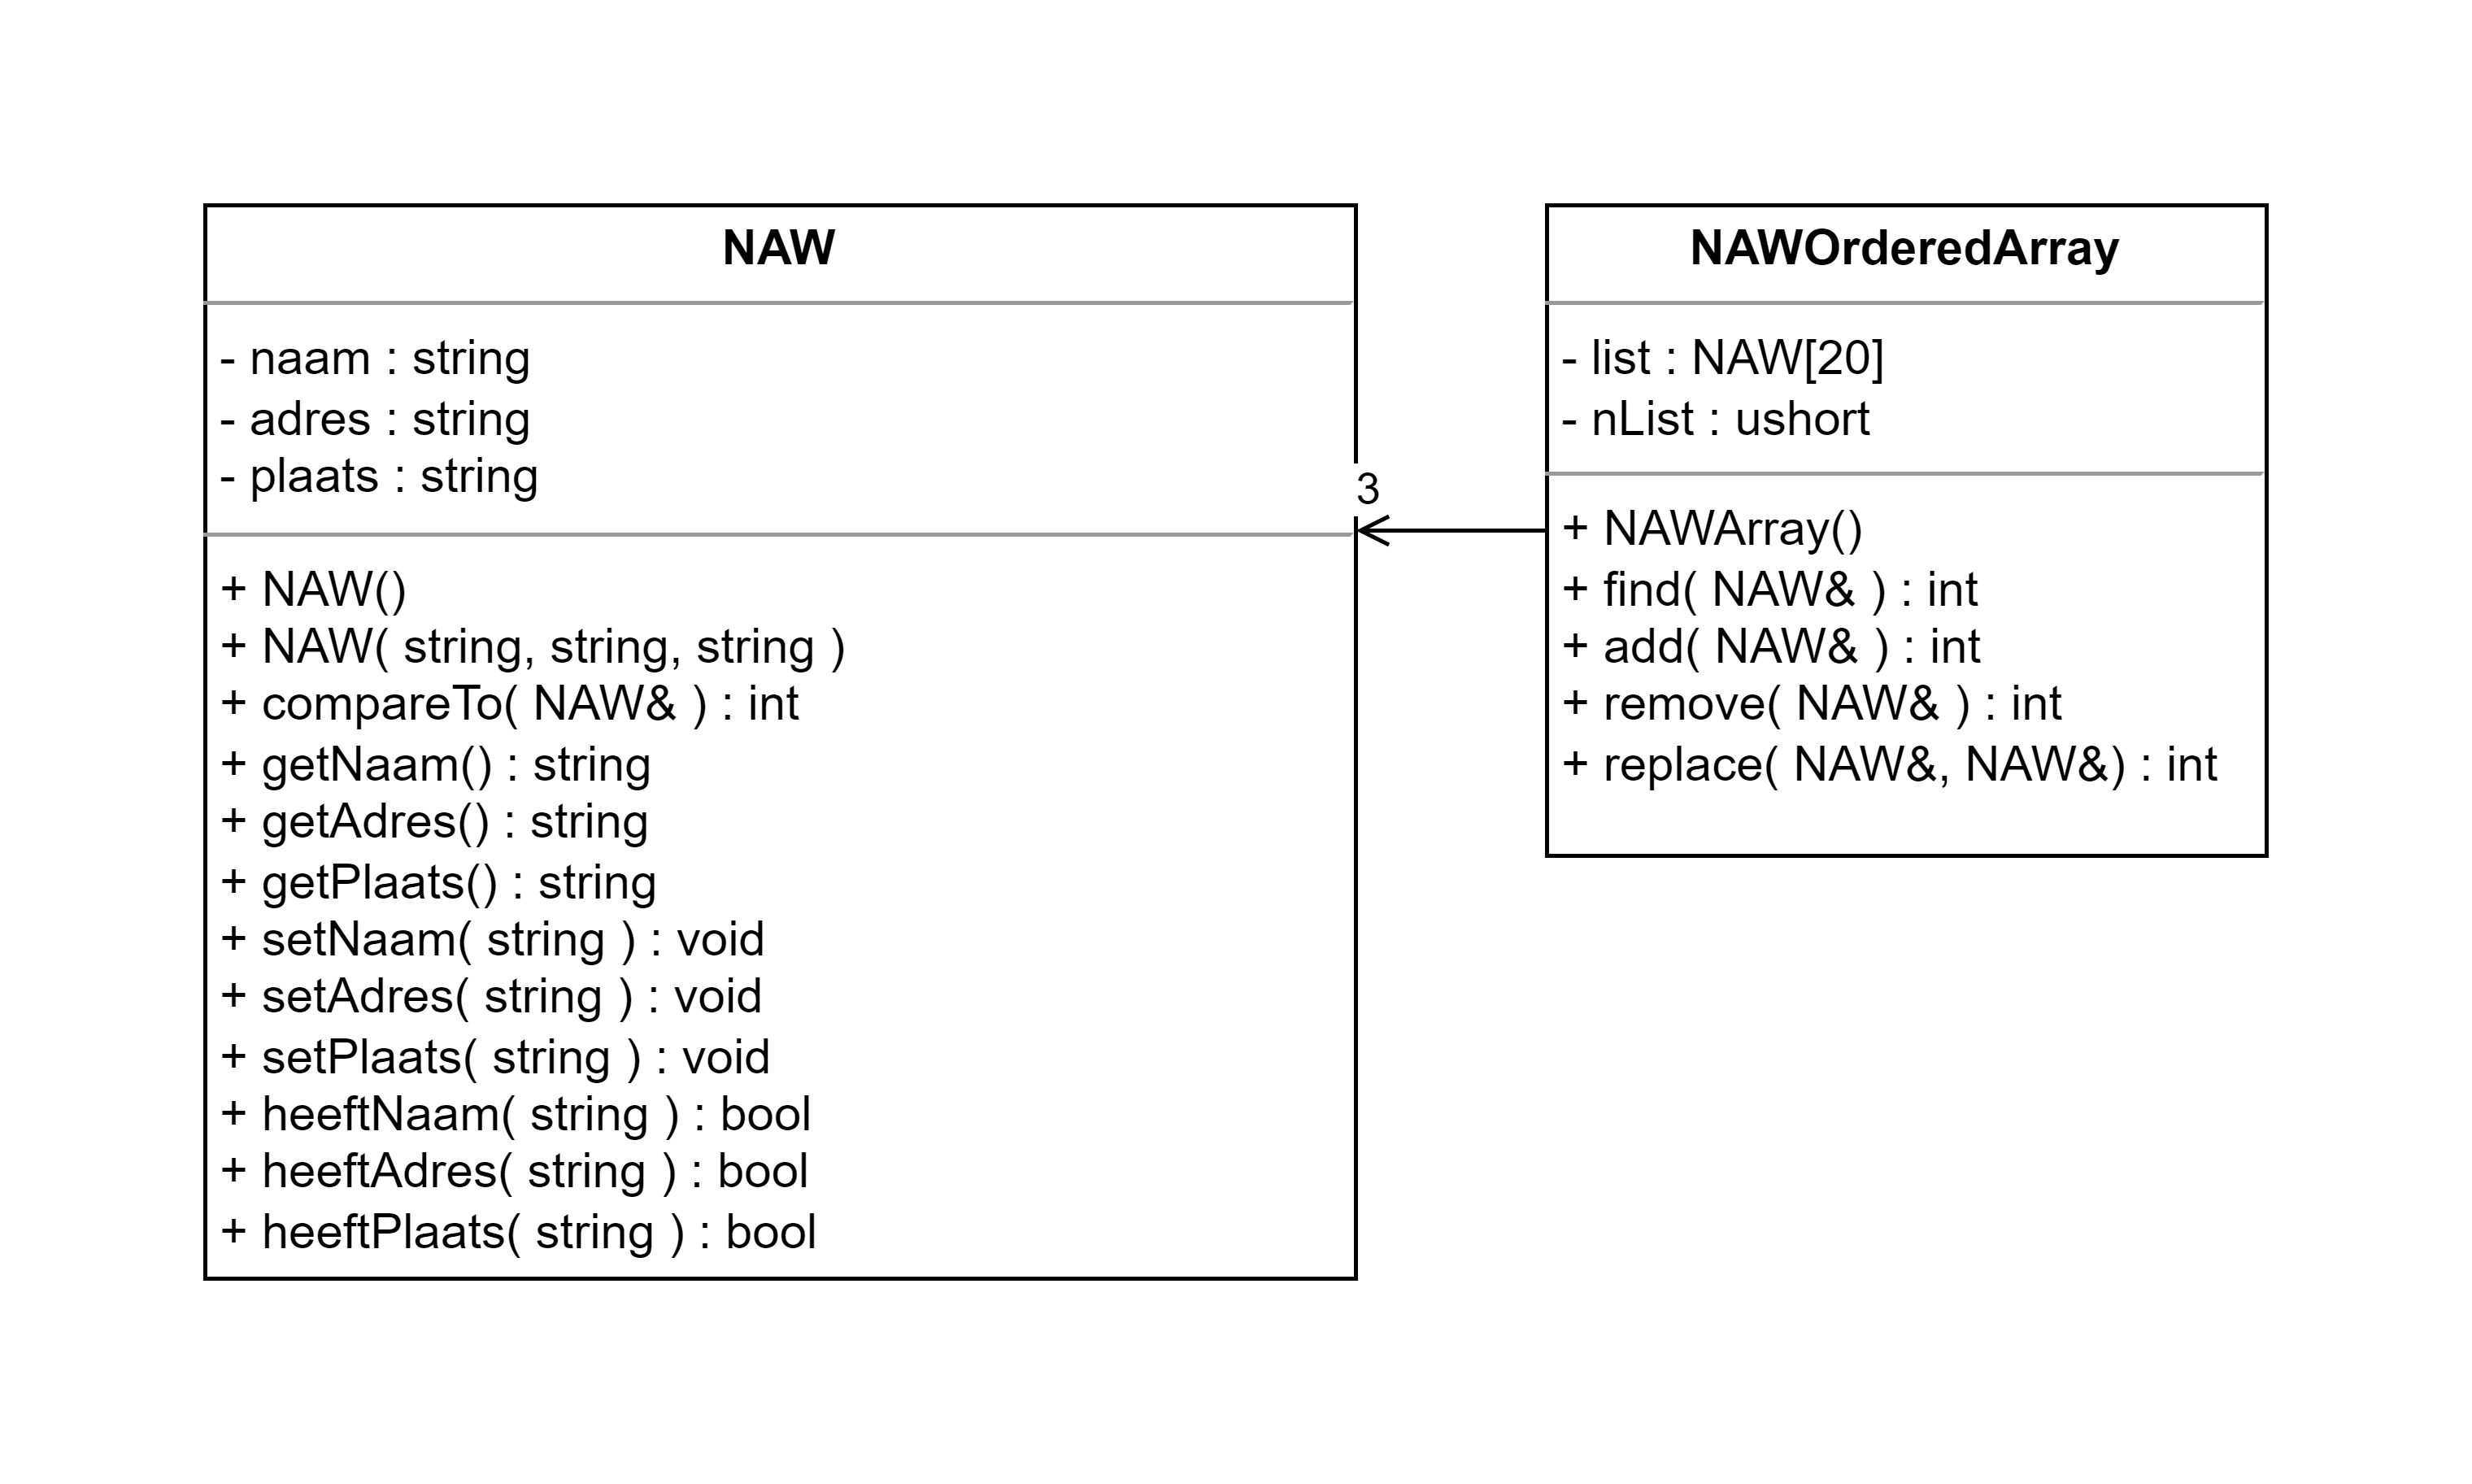 NAW
- naam : string
- adres : string
- plaats : string
+ NAW()
+ NAW( string, string, string )
+ compareTo( NAW& ) : int
+ getNaam() : string
+ getAdres() : string
+ getPlaats() : string
+ setNaam( string ) : void
+ setAdres( string ) : void
+ setPlaats( string ) : void
+ heeftNaam( string ) : bool
+ heeftAdres( string ) : bool
+ heeftPlaats( string ) : bool
3
NAWOrderedArray
- list : NAW[20]
- nList : ushort
+ NAWArray()
+ find( NAW& ) : int
+ add( NAW& ) : int
+ remove( NAW& ) : int
+ replace( NAW&, NAW&) : int